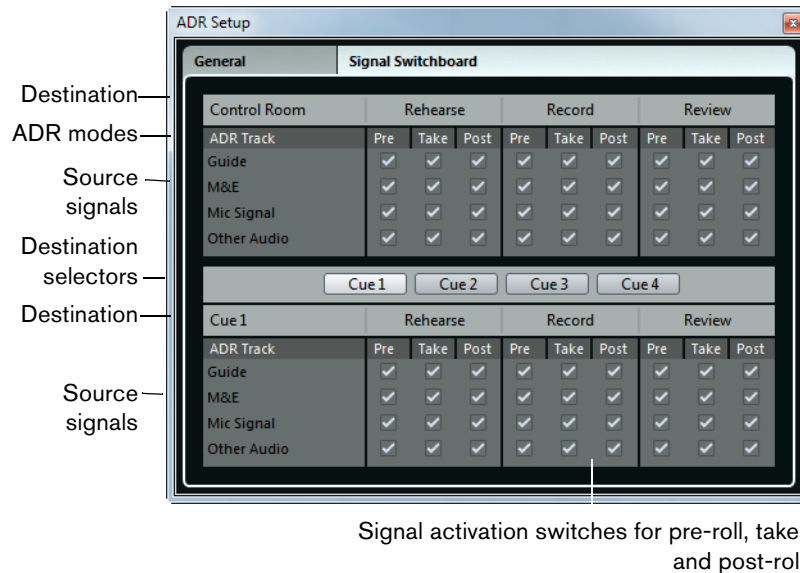 ADR Setup
General Signal Switchboard
Destination
Control Room Rehearse Record Review
ADR modes
ADR Track Pre Take Post Pre Take Post Pre Take Post
Source
signals
Guide
M&E
Mic Signal
Other Audio
Destination
selectors
Cue 1 Cue 2 Cue 3 Cue 4
Destination
Cue 1 Rehearse Record Review
ADR Track Pre Take Post Pre Take Post Pre Take Post
Source
signals
Guide
M&E
Mic Signal
Other Audio
Signal activation switches for pre-roll, take
and post-rol